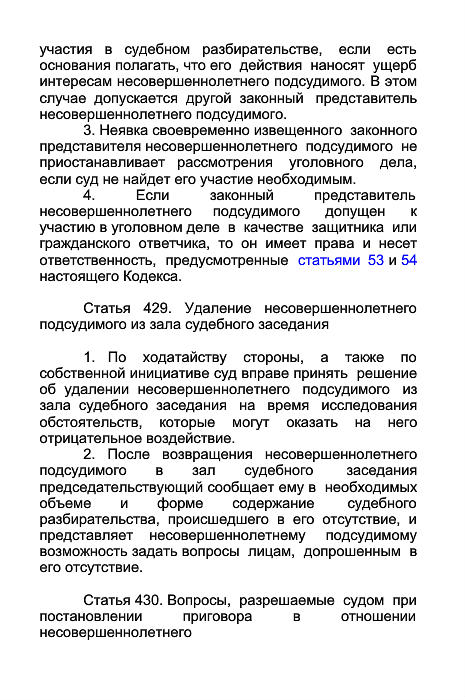 участия в судебном разбирательстве, если есть
основания полагать, что его действия наносят ущерб
интересам несовершеннолетнего подсудимого. В этом
случае допускается другой законный представитель
несовершеннолетнего подсудимого.
3. Неявка своевременно извещенного законного
представителя несовершеннолетнего подсудимого не
приостанавливает рассмотрения уголовного дела,
если суд не найдет его участие необходимым.
4. Если законный представитель
несовершеннолетнего подсудимого допущен к
участию в уголовном деле в качестве защитника или
гражданского ответчика, то он имеет права и несет
ответственность, предусмотренные статьями 53 и 54
настоящего Кодекса.
Статья 429. Удаление несовершеннолетнего
подсудимого из зала судебного заседания
1. По ходатайству стороны, а также по
собственной инициативе суд вправе принять решение
об удалении несовершеннолетнего подсудимого из
зала судебного заседания на время исследования
обстоятельств, которые могут оказать на него
отрицательное воздействие.
2. После возвращения несовершеннолетнего
подсудимого в зал судебного заседания
председательствующий сообщает ему в необходимых
объеме и форме содержание судебного
разбирательства, происшедшего в его отсутствие, и
представляет несовершеннолетнему подсудимому
возможность задать вопросы лицам, допрошенным в
его отсутствие.
Статья 430. Вопросы, разрешаемые судом при
постановлении приговора в отношении
несовершеннолетнего